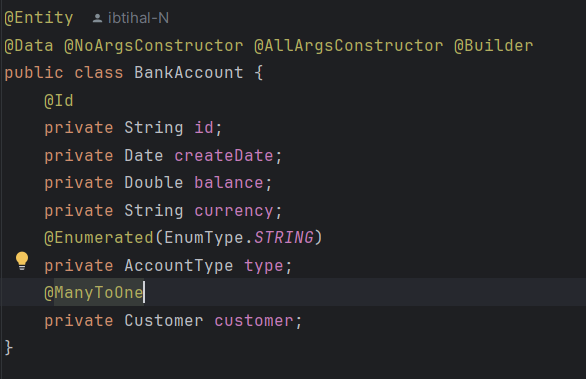 @Entity ibtihal-N
@Data @NoArgsConstructor @AllArgsConstructor @Builder
public class BankAccount {
    @Id
    private String id;
    private Date createDate;
    private Double balance;
    private String currency;
    @Enumerated(EnumType.STRING)
    private AccountType type;
    @ManyToOne
    private Customer customer;
}